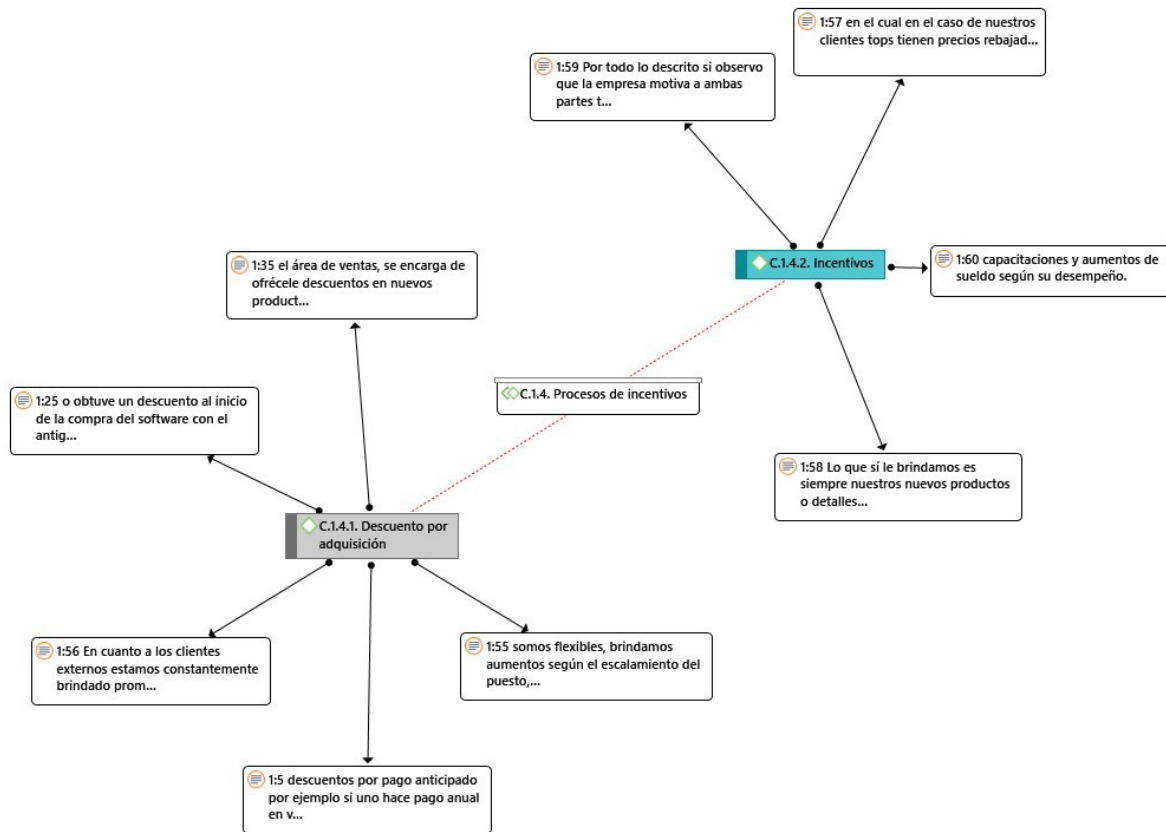 1:57 en el cual en el caso de nuestros
clientes tops tienen precios rebajad...
1:59 Por todo lo descrito si observo
que la empresa motiva a ambas
partes t...
C.1.4.2. Incentivos
1:60 capacitaciones y aumentos de
sueldo según su desempeño.
1:35 el área de ventas, se encarga de
ofrécele descuentos en nuevos
product...
C.1.4. Procesos de incentivos
1:25 o obtuve un descuento al inicio
de la compra del software con el
antig...
1:58 Lo que sí le brindamos es
siempre nuestros nuevos productos
o detalles...
C.1.4.1. Descuento por
adquisición
1:56 En cuanto a los clientes
externos estamos constantemente
brindado prom...
1:55 somos flexibles, brindamos
aumentos según el escalamiento del
puesto,...
1:5 descuentos por pago anticipado
por ejemplo si uno hace pago anual
en v...